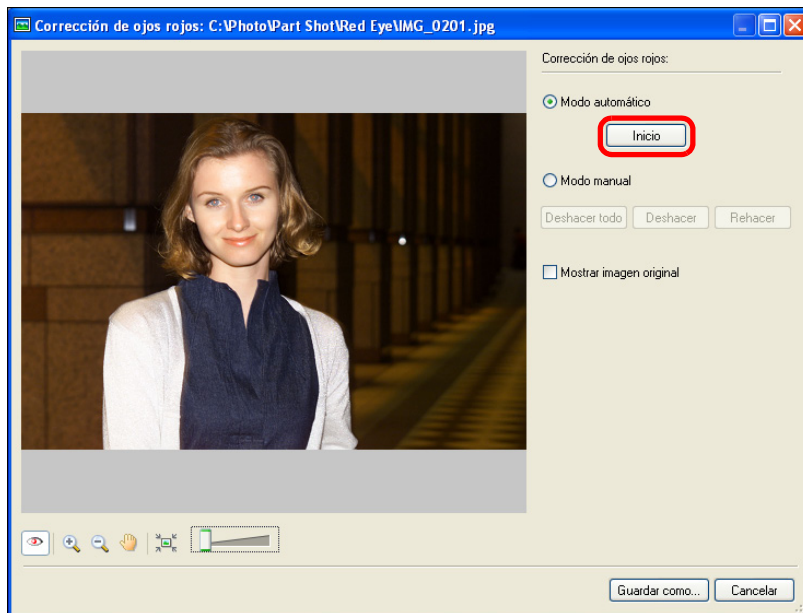 Corrección de ojos rojos: C:\Photo\Part Shot\Red Eye\IMG_0201.jpg
Corrección de ojos rojos:
Modo automático
Inicio
Modo manual
Deshacer todo Deshacer Rehacer
Mostrar imagen original
Guardar como... Cancelar